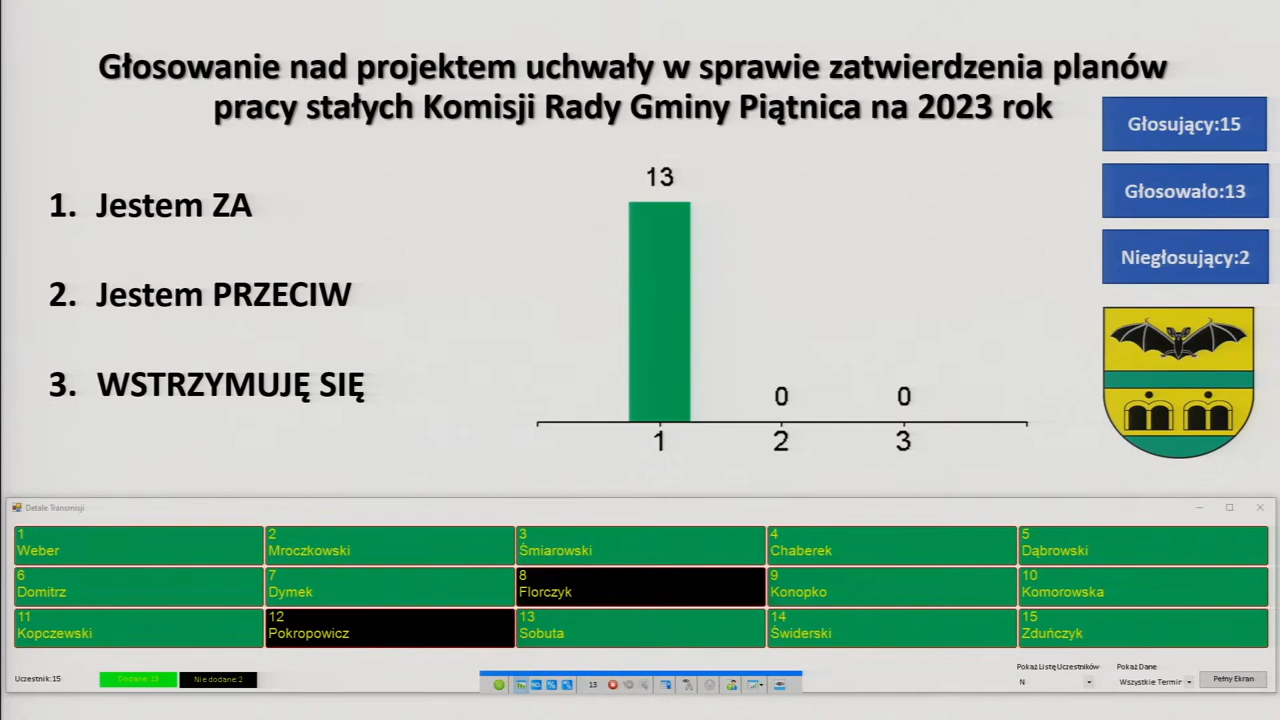 Głosowanie nad projektem uchwały w sprawie zatwierdzenia planów
pracy stałych Komisji Rady Gminy Piątnica na 2023 rok
Głosujący:15
Głosowało:13
Niegłosujący:2
1. Jestem ZA
2. Jestem PRZECIW
3. WSTRZYMUJĘ SIĘ
13
0
0
1
2
3
Detale Transmisji
1
Weber
2
Mroczkowski
3
Śmiarowski
4
Chaberek
5
Dąbrowski
6
Domitrz
7
Dymek
8
Florczyk
9
Konopko
10
Komorowska
11
Kopczewski
12
Pokropowicz
13
Sobuta
14
Świderski
15
Zduńczyk
Uczestnik:15
Dodane: 13
Nie dodane:2
13
Pokaż Listę Uczestników
N
Pokaż Dane
Wszystkie Termir
Pełny Ekran